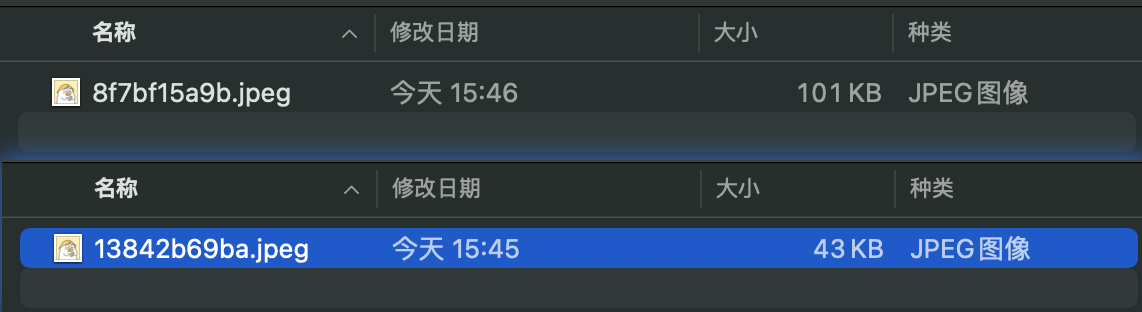 名称 修改日期 大小 种类
8f7bf15a9b.jpeg 今天 15:46 101 KB JPEG图像
名称 修改日期 大小 种类
13842b69ba.jpeg 今天 15:45 43 KB JPEG图像